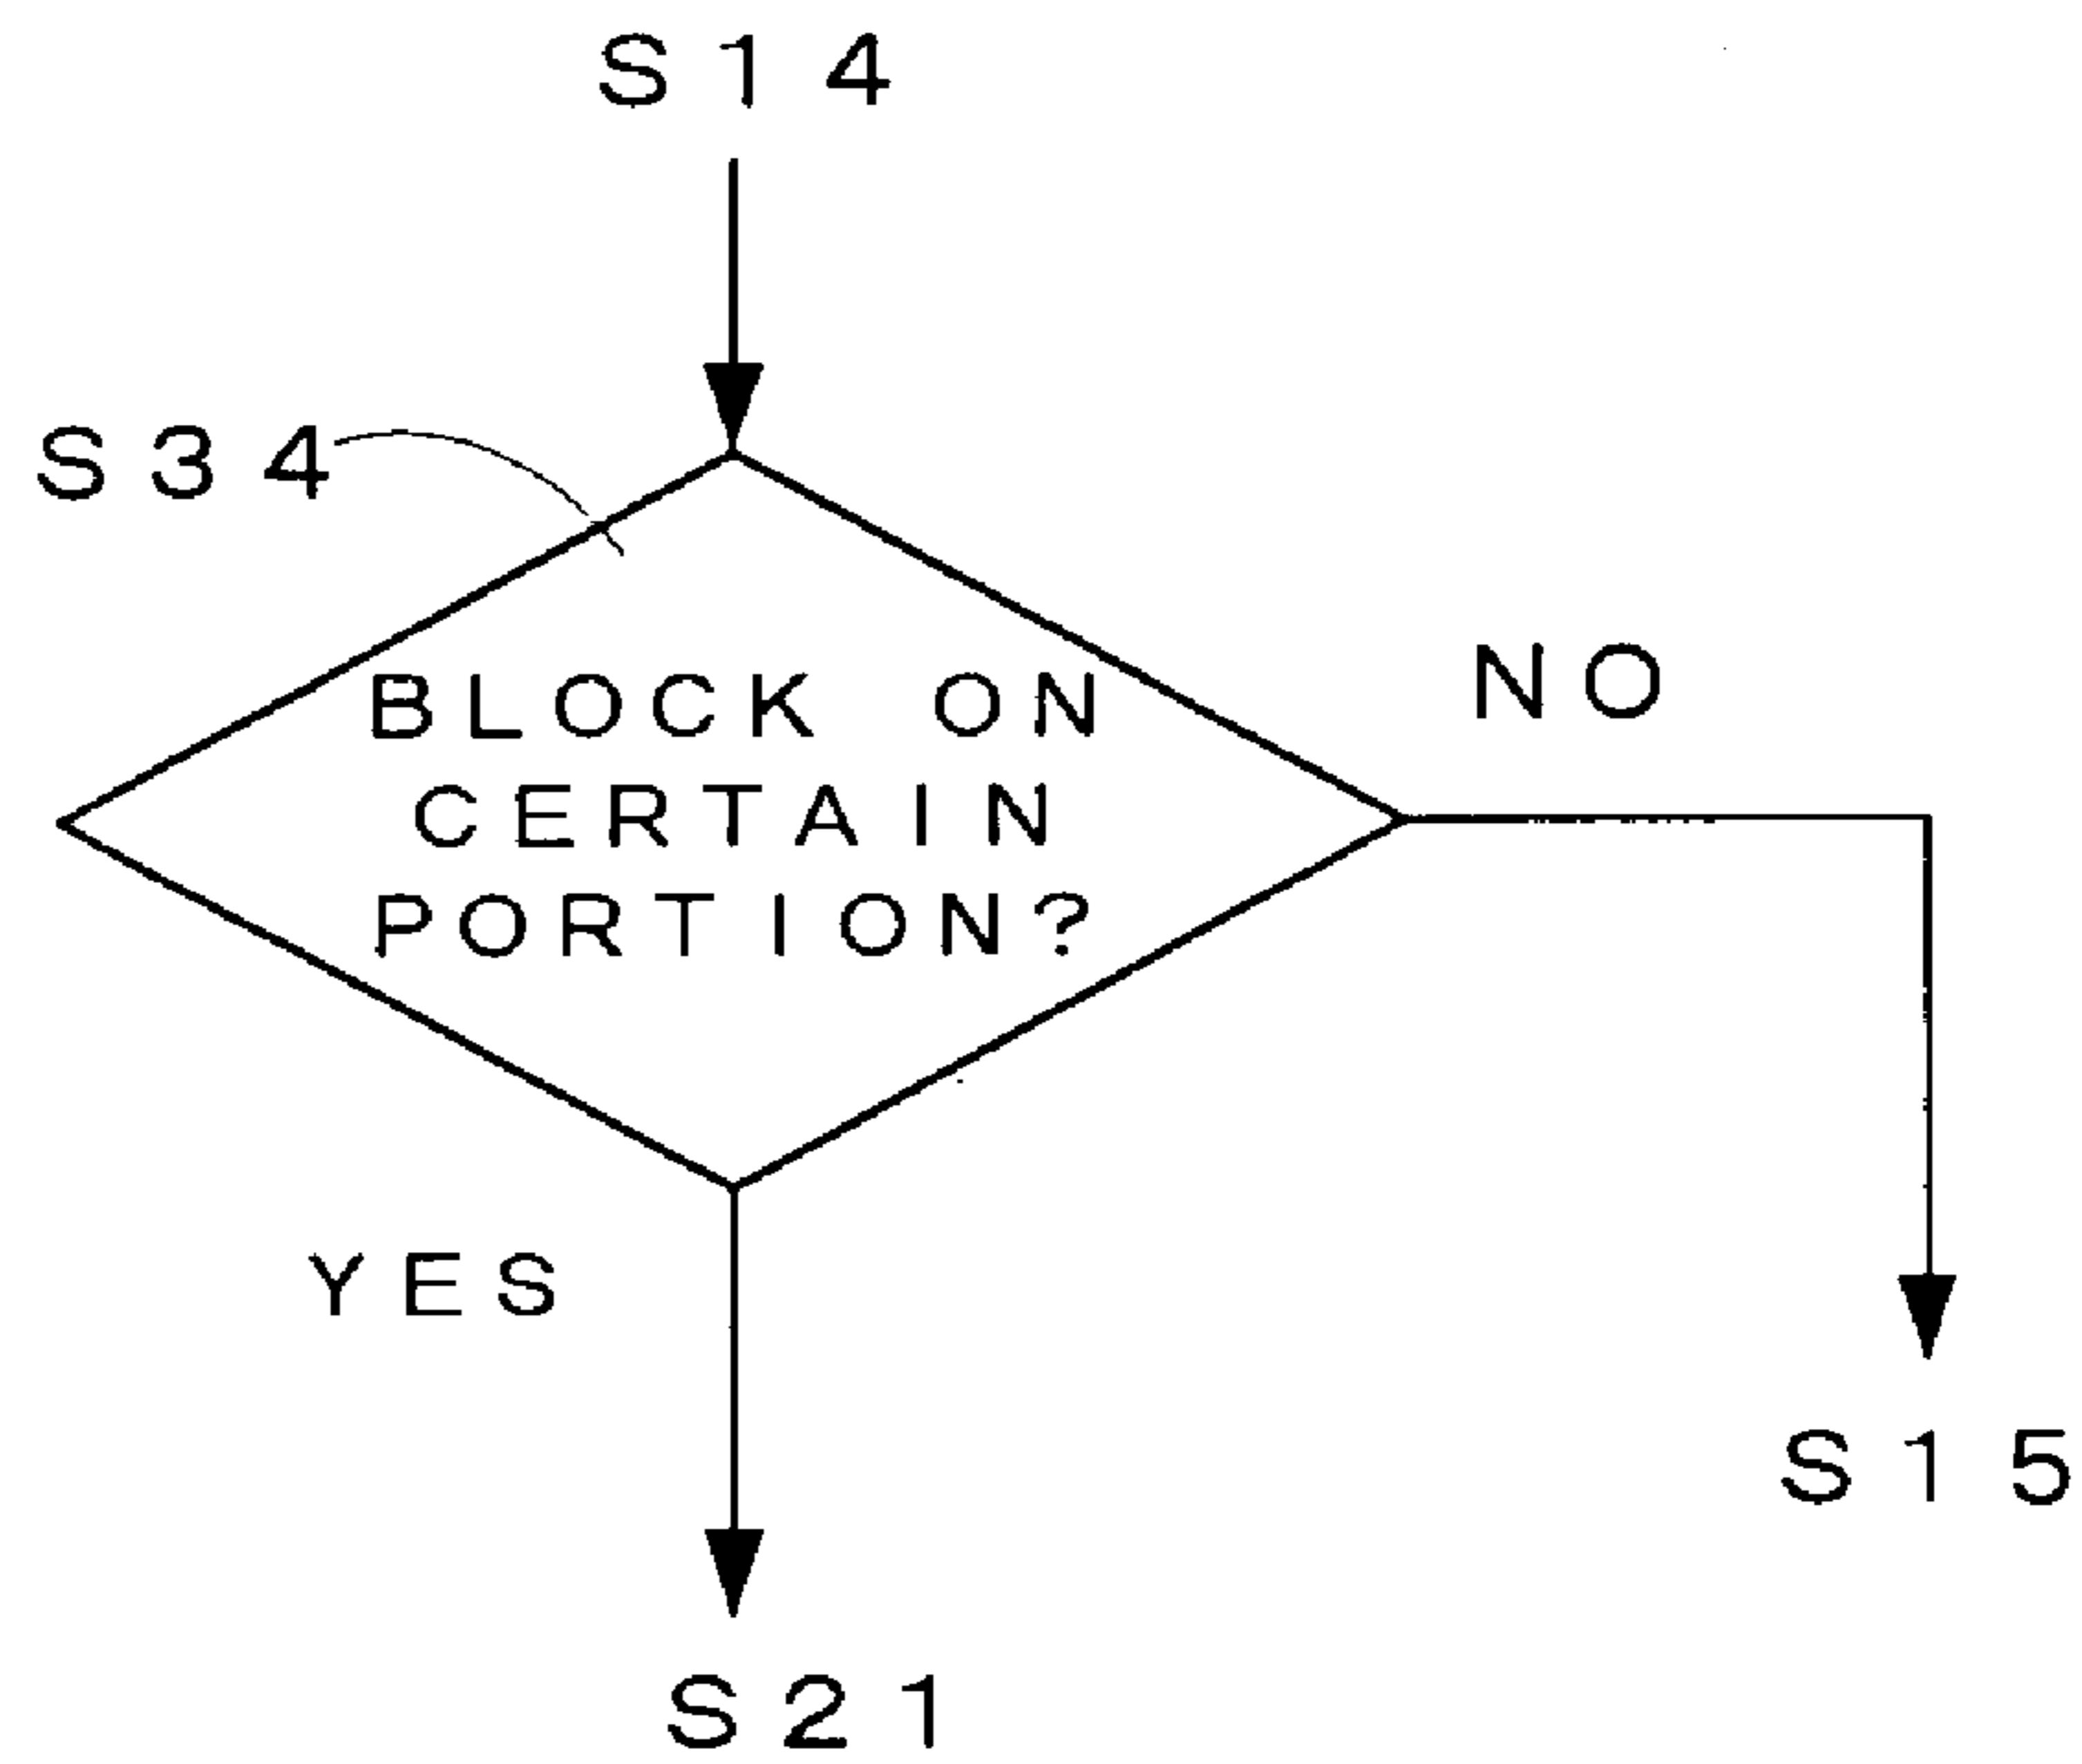 S14
S34
BLOCK ON
CERTAIN
PORTION?
NO
YES
S15
S21